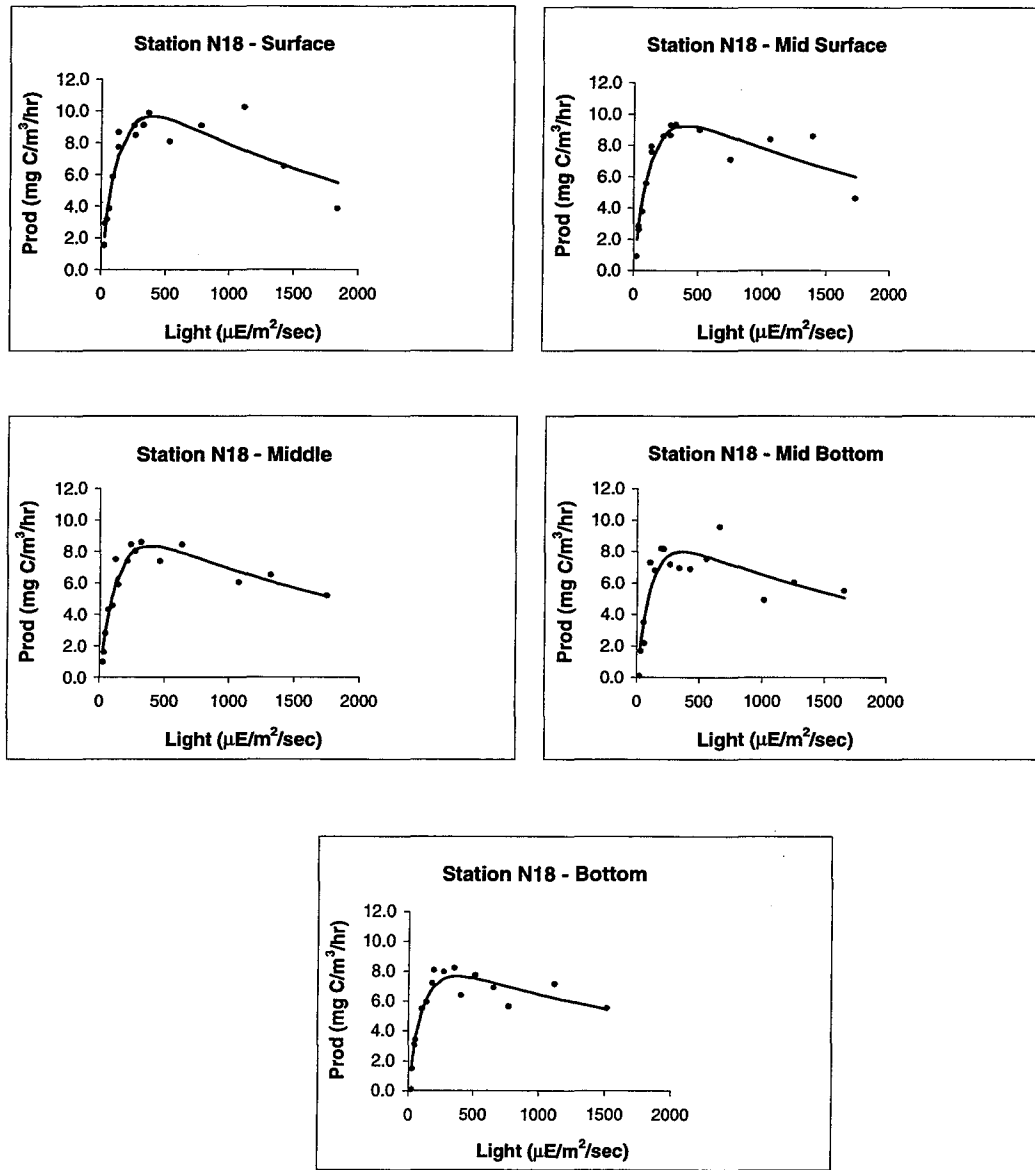 Station N18 - Surface
Prod (mg C/m³/hr)
12.0
10.0
8.0
6.0
4.0
2.0
0.0
0 500 1000 1500 2000
Light (µE/m²/sec)
Station N18 - Mid Surface
Prod (mg C/m³/hr)
12.0
10.0
8.0
6.0
4.0
2.0
0.0
0 500 1000 1500 2000
Light (µE/m²/sec)
Station N18 - Middle
Prod (mg C/m³/hr)
12.0
10.0
8.0
6.0
4.0
2.0
0.0
0 500 1000 1500 2000
Light (µE/m²/sec)
Station N18 - Mid Bottom
Prod (mg C/m³/hr)
12.0
10.0
8.0
6.0
4.0
2.0
0.0
0 500 1000 1500 2000
Light (µE/m²/sec)
Station N18 - Bottom
Prod (mg C/m³/hr)
12.0
10.0
8.0
6.0
4.0
2.0
0.0
0 500 1000 1500 2000
Light (µE/m²/sec)